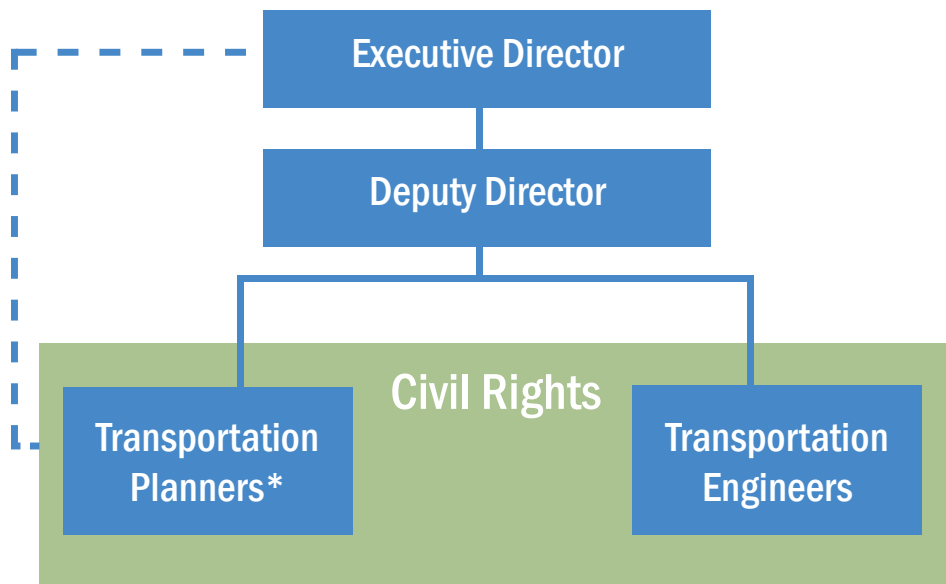 Executive Director
Deputy Director
Civil Rights
Transportation
Planners*
Transportation
Engineers